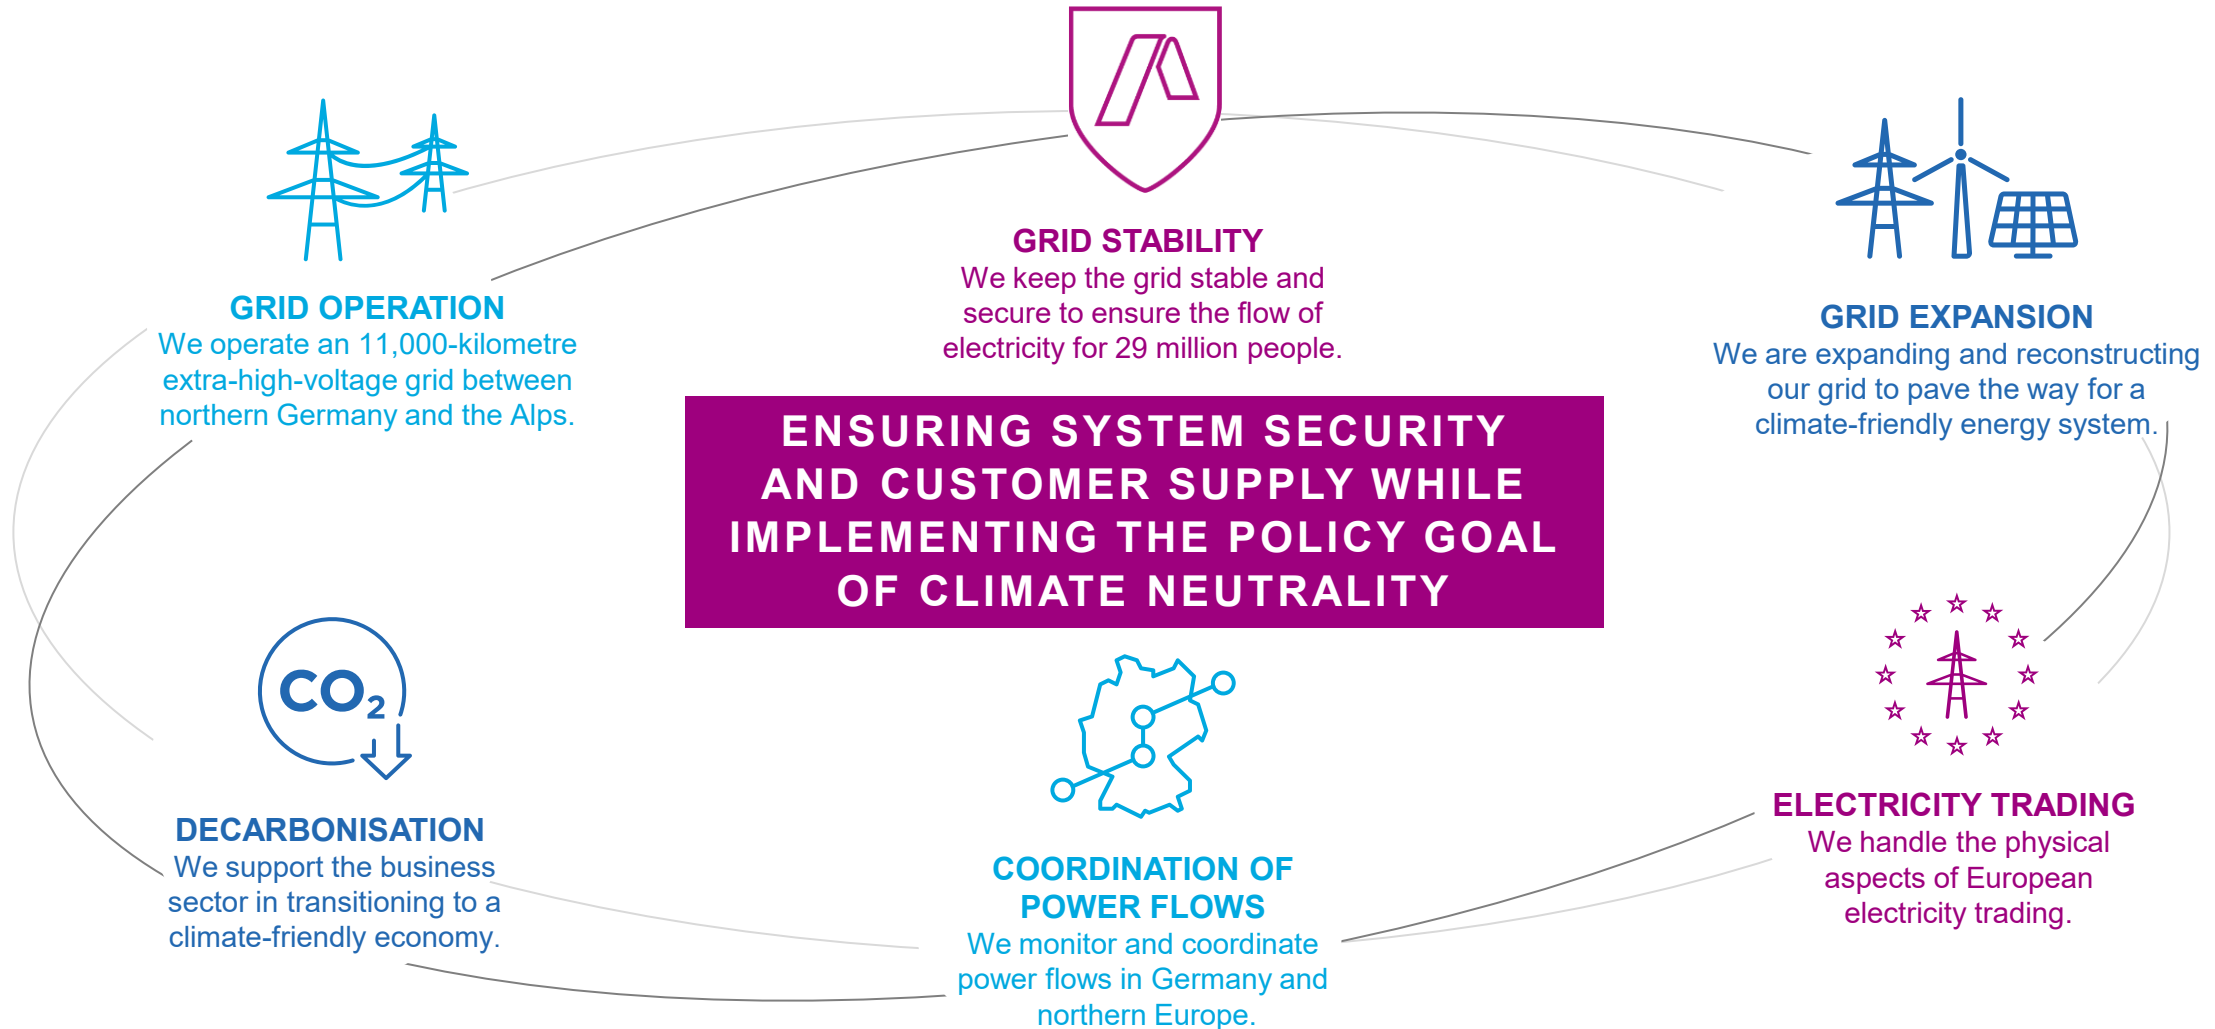 GRID STABILITY
We keep the grid stable and
secure to ensure the flow of
electricity for 29 million people.
GRID OPERATION
We operate an 11,000-kilometre
extra-high-voltage grid between
northern Germany and the Alps.
GRID EXPANSION
We are expanding and reconstructing
our grid to pave the way for a
climate-friendly energy system.
ENSURING SYSTEM SECURITY
AND CUSTOMER SUPPLY WHILE
IMPLEMENTING THE POLICY GOAL
OF CLIMATE NEUTRALITY
CO₂
DECARBONISATION
We support the business
sector in transitioning to a
climate-friendly economy.
COORDINATION OF
POWER FLOWS
We monitor and coordinate
power flows in Germany and
northern Europe.
ELECTRICITY TRADING
We handle the physical
aspects of European
electricity trading.